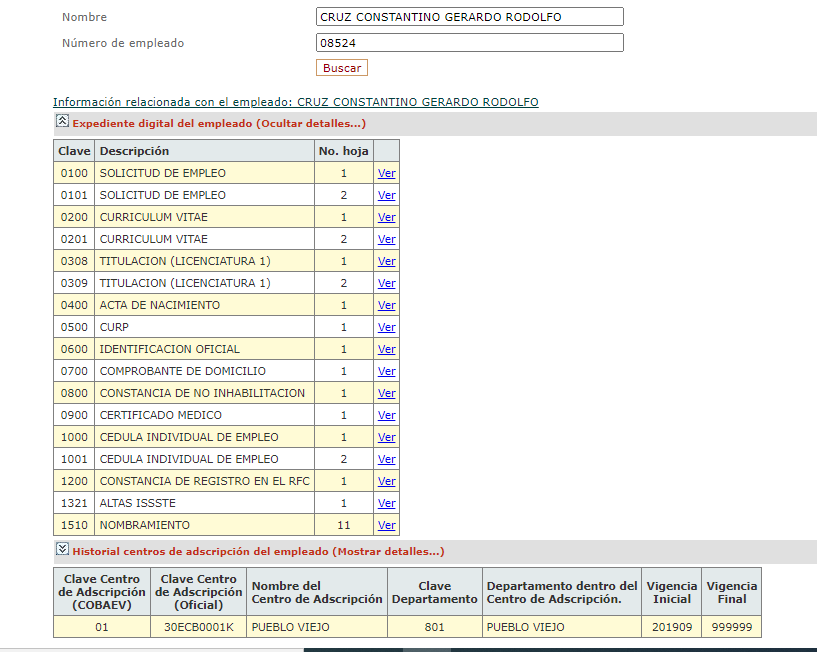 Nombre CRUZ CONSTANTINO GERARDO RODOLFO
Número de empleado 08524
Buscar
Información relacionada con el empleado: CRUZ CONSTANTINO GERARDO RODOLFO
Expediente digital del empleado (Ocultar detalles...)
Clave Descripción No. hoja
0100 SOLICITUD DE EMPLEO 1 Ver
0101 SOLICITUD DE EMPLEO 2 Ver
0200 CURRICULUM VITAE 1 Ver
0201 CURRICULUM VITAE 2 Ver
0308 TITULACION (LICENCIATURA 1) 1 Ver
0309 TITULACION (LICENCIATURA 1) 2 Ver
0400 ACTA DE NACIMIENTO 1 Ver
0500 CURP 1 Ver
0600 IDENTIFICACION OFICIAL 1 Ver
0700 COMPROBANTE DE DOMICILIO 1 Ver
0800 CONSTANCIA DE NO INHABILITACION 1 Ver
0900 CERTIFICADO MEDICO 1 Ver
1000 CEDULA INDIVIDUAL DE EMPLEO 1 Ver
1001 CEDULA INDIVIDUAL DE EMPLEO 2 Ver
1200 CONSTANCIA DE REGISTRO EN EL RFC 1 Ver
1321 ALTAS ISSSTE 1 Ver
1510 NOMBRAMIENTO 11 Ver
Historial centros de adscripción del empleado (Mostrar detalles...)
Clave Centro de Adscripción (COBAEV) Clave Centro de Adscripción (Oficial) Nombre del Centro de Adscripción Clave Departamento Departamento dentro del Centro de Adscripción. Vigencia Inicial Vigencia Final
01 30ECB0001K PUEBLO VIEJO 801 PUEBLO VIEJO 201909 999999